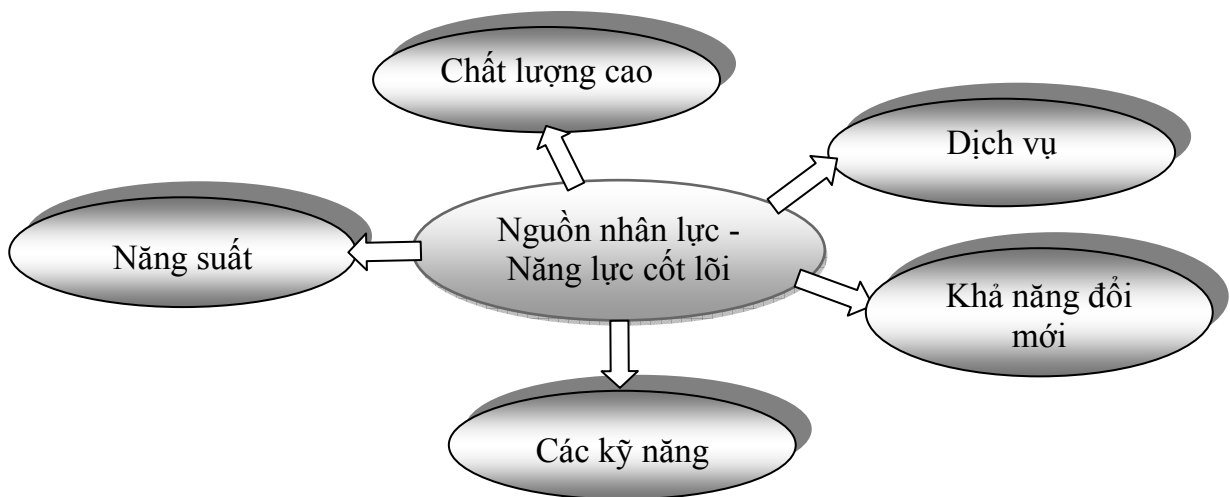 Chất lượng cao
Dịch vụ
Nguồn nhân lực -
Năng lực cốt lõi
Năng suất
Khả năng đổi
mới
Các kỹ năng